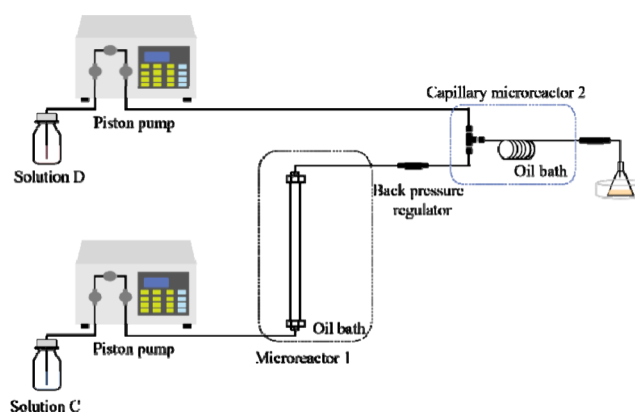 Capillary microreactor 2
Piston pump
Solution D
Oil bath
Back pressure
regulator
Oil bath
Piston pump
Microreactor 1
Solution C